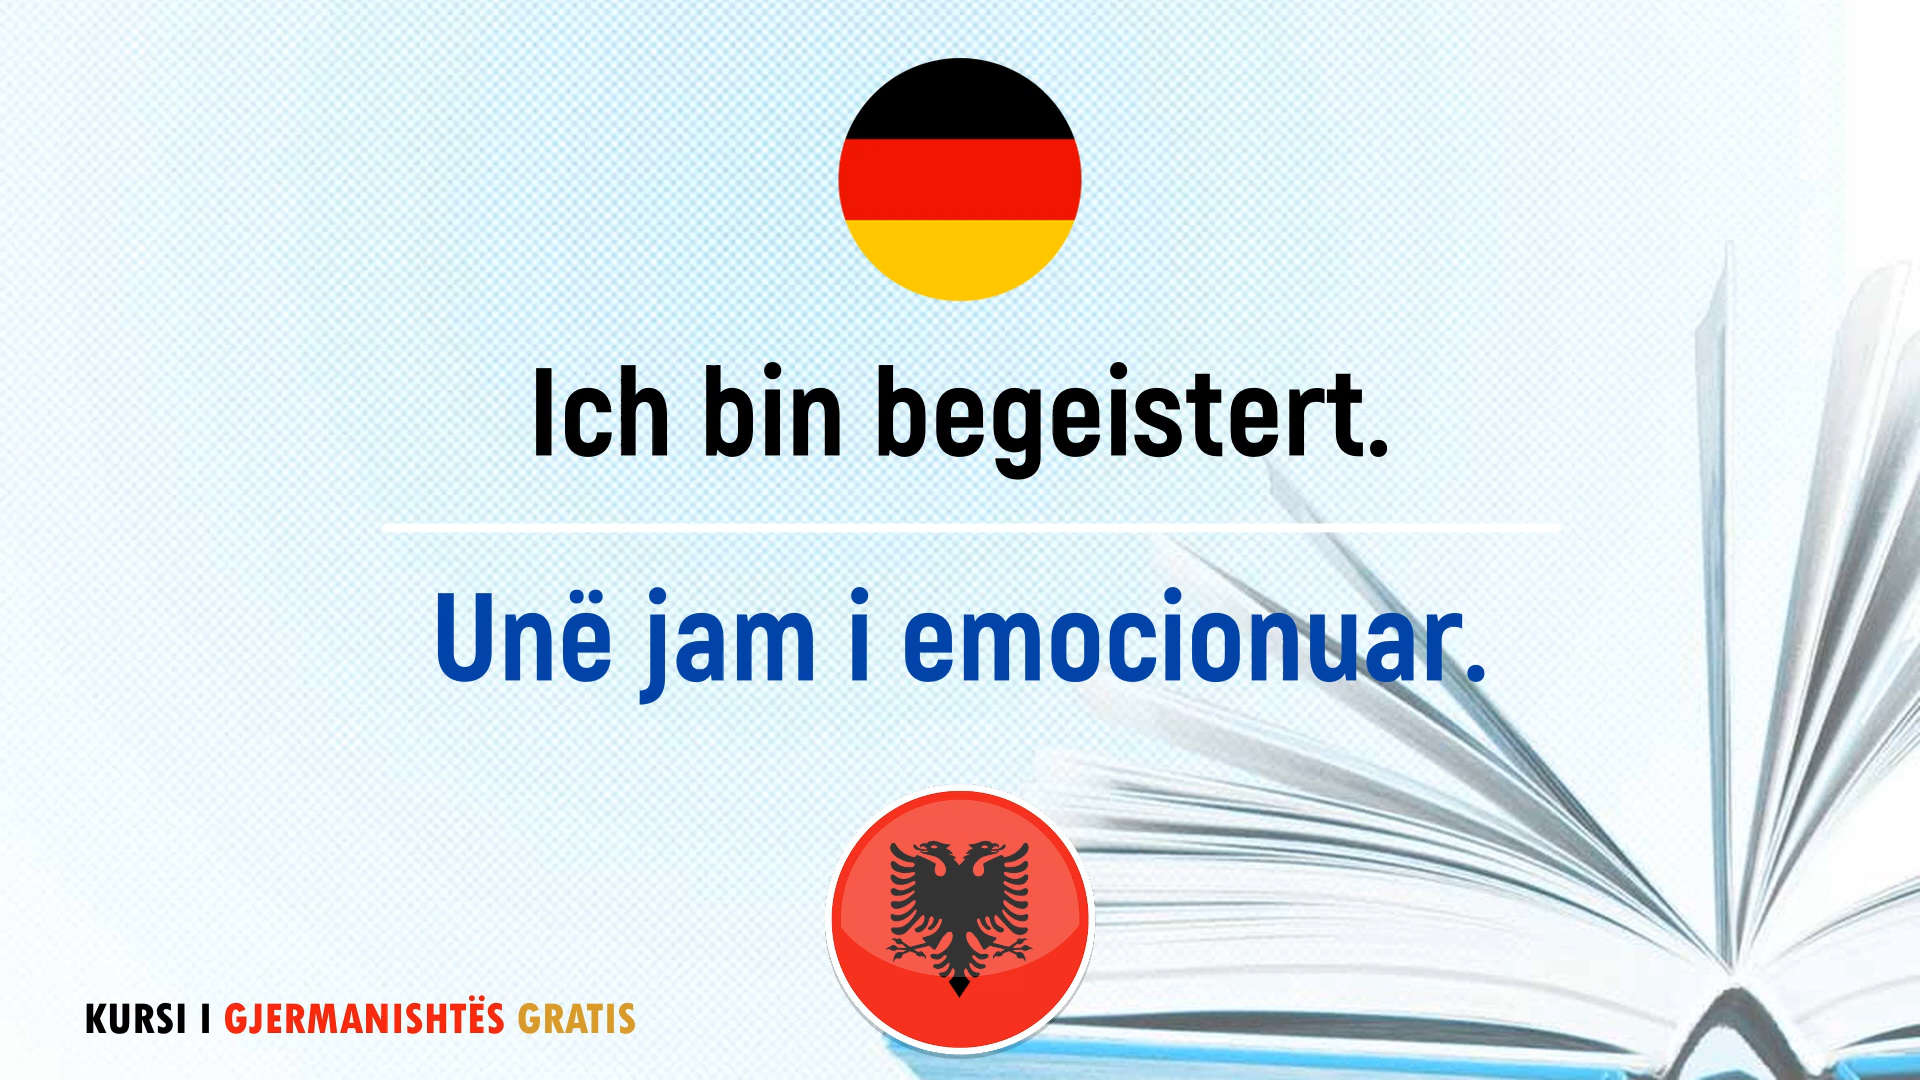 Ich bin begeistert.
Unë jam i emocionuar.
KURSI I GJERMANISHTËS GRATIS